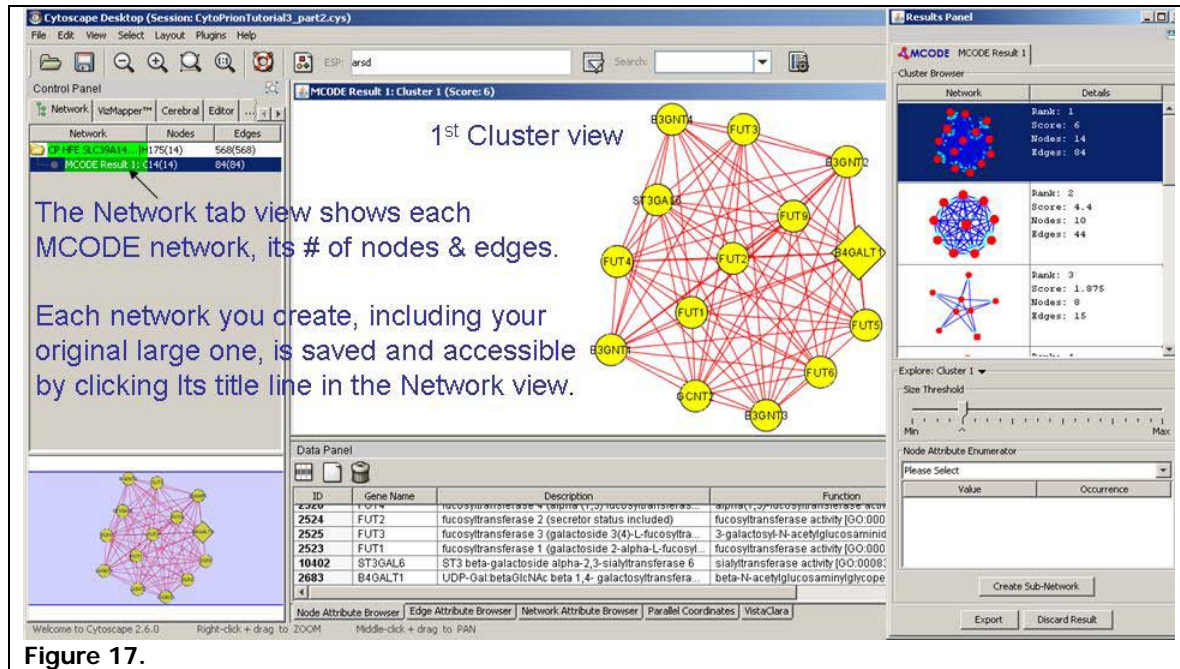 Cytoscape Desktop (Session: CytoPrionTutorial3_part2.cys)
File Edit View Select Layout Plugins Help
ESP: arsd
Search:
Control Panel
Network VizMapper™ Cerebral Editor ...
Network Nodes Edges
CP HFE SLC39A14...[H 175(14) 568(568)
MCODE Result 1: C 14(14) 84(84)
The Network tab view shows each
MCODE network, its # of nodes & edges.
Each network you create, including your
original large one, is saved and accessible
by clicking Its title line in the Network view.
MCODE Result 1: Cluster 1 (Score: 6)
1st Cluster view
B3GNT4
FUT3
B3GNT2
FUT9
B4GALT1
FUT4
FUT2
FUT1
FUT5
FUT6
GCNT2
B3GNT3
Data Panel
ID Gene Name Description Function
2524 FUT2 fucosyltransferase 2 (secretor status included) fucosyltransferase activity [GO:000
2525 FUT3 fucosyltransferase 3 (galactoside 3(4)-L-fucosyltra... 3-galactosyl-N-acetylglucosaminid
2523 FUT1 fucosyltransferase 1 (galactoside 2-alpha-L-fucosyl... fucosyltransferase activity [GO:000
10402 ST3GAL6 ST3 beta-galactoside alpha-2,3-sialyltransferase 6 sialyltransferase activity [GO:00083
2683 B4GALT1 UDP-Gal:betaGlcNAc beta 1,4- galactosyltransfera... beta-N-acetylglucosaminylglycope
Node Attribute Browser Edge Attribute Browser Network Attribute Browser Parallel Coordinates VistaClara
Welcome to Cytoscape 2.6.0 Right-click + drag to ZOOM Middle-click + drag to PAN
Results Panel
MCODE MCODE Result 1
Cluster Browser
Network Details
Rank: 1
Score: 6
Nodes: 14
Edges: 84
Rank: 2
Score: 4.4
Nodes: 10
Edges: 44
Rank: 3
Score: 1.875
Nodes: 8
Edges: 15
Explore: Cluster 1
Size Threshold
Min Max
Node Attribute Enumerator
Please Select
Value Occurrence
Create Sub-Network
Export Discard Result
Figure 17.